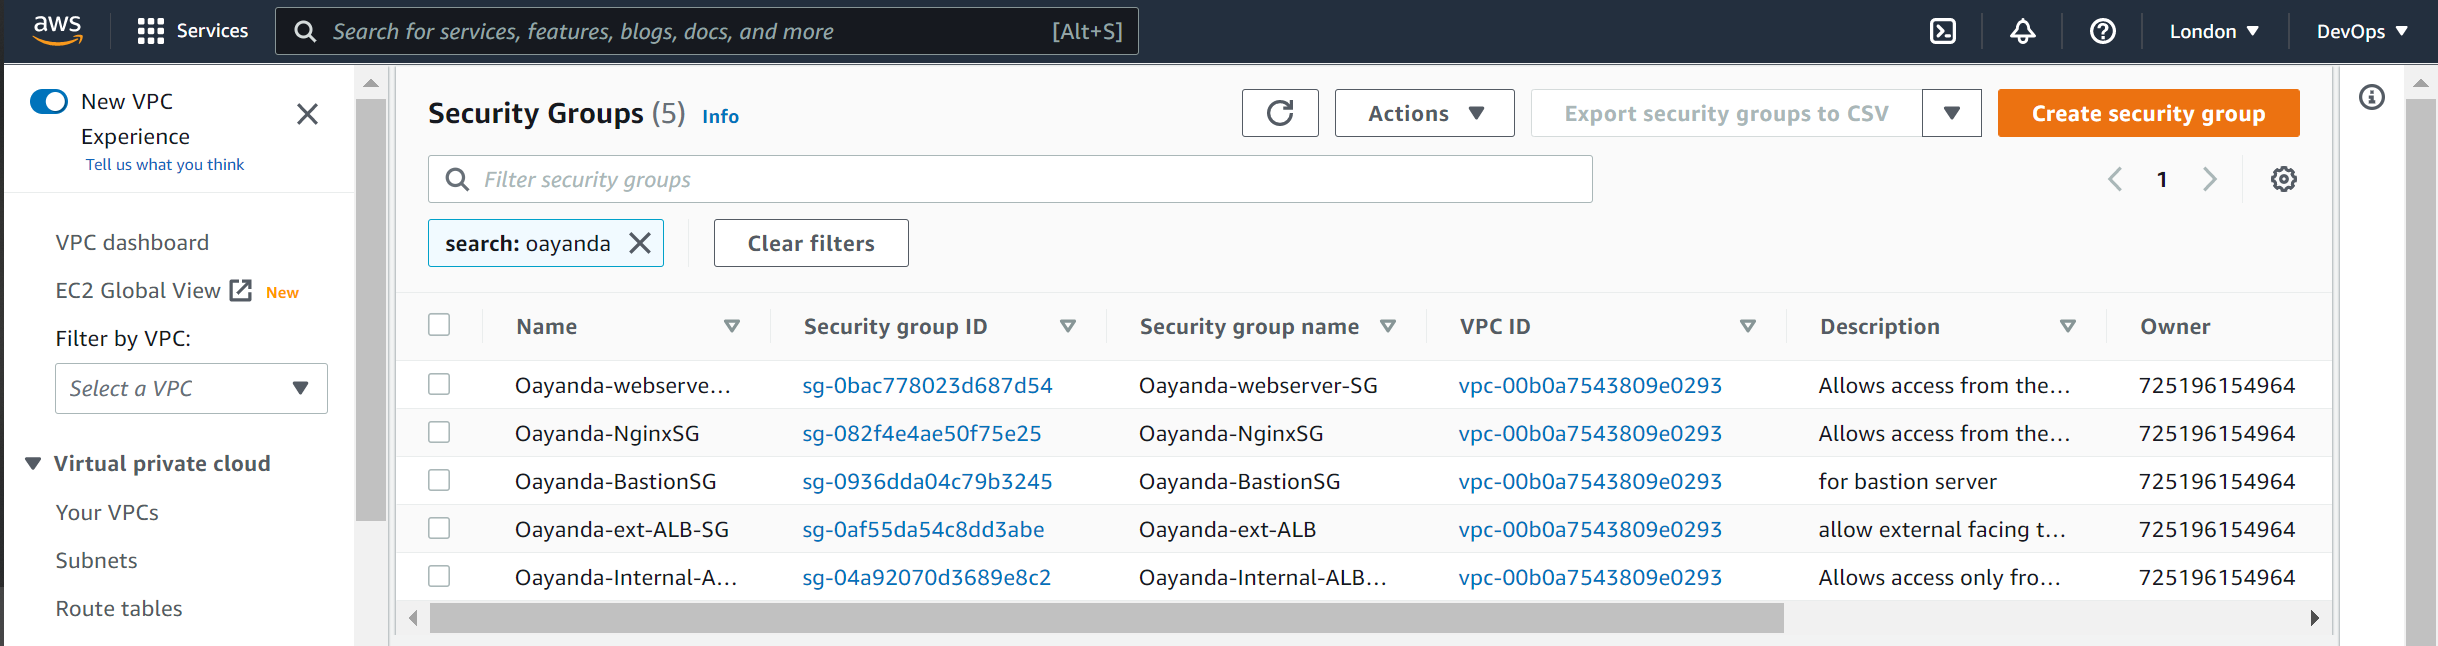 aws Services Search for services, features, blogs, docs, and more [Alt+S] London DevOps
New VPC
Experience
Tell us what you think
VPC dashboard
EC2 Global View New
Filter by VPC:
Select a VPC
Virtual private cloud
Your VPCs
Subnets
Route tables
Security Groups (5) Info Actions Export security groups to CSV Create security group
Filter security groups 1
search: oayanda Clear filters
Name Security group ID Security group name VPC ID Description Owner
Oayanda-webserve... sg-0bac778023d687d54 Oayanda-webserver-SG vpc-00b0a7543809e0293 Allows access from the... 725196154964
Oayanda-NginxSG sg-082f4e4ae50f75e25 Oayanda-NginxSG vpc-00b0a7543809e0293 Allows access from the... 725196154964
Oayanda-BastionSG sg-0936dda04c79b3245 Oayanda-BastionSG vpc-00b0a7543809e0293 for bastion server 725196154964
Oayanda-ext-ALB-SG sg-0af55da54c8dd3abe Oayanda-ext-ALB vpc-00b0a7543809e0293 allow external facing t... 725196154964
Oayanda-Internal-A... sg-04a92070d3689e8c2 Oayanda-Internal-ALB... vpc-00b0a7543809e0293 Allows access only fro... 725196154964